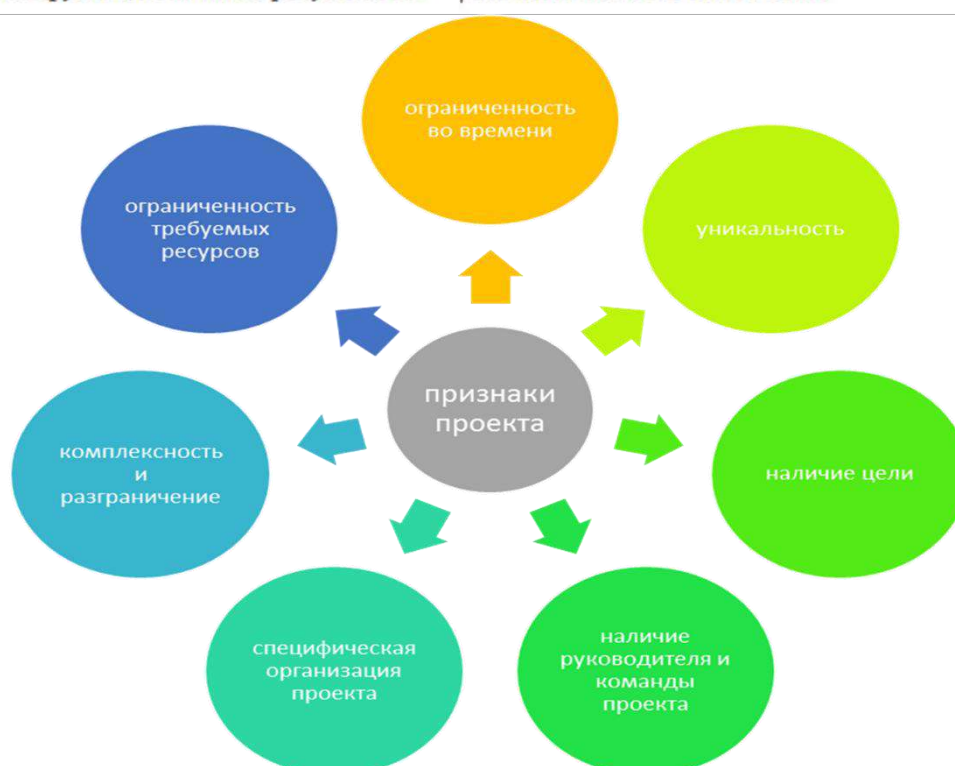 ограниченность
во времени
уникальность
наличие цели
наличие
руководителя и
команды
проекта
специфическая
организация
проекта
комплексность
и
разграничение
ограниченность
требуемых
ресурсов
признаки
проекта